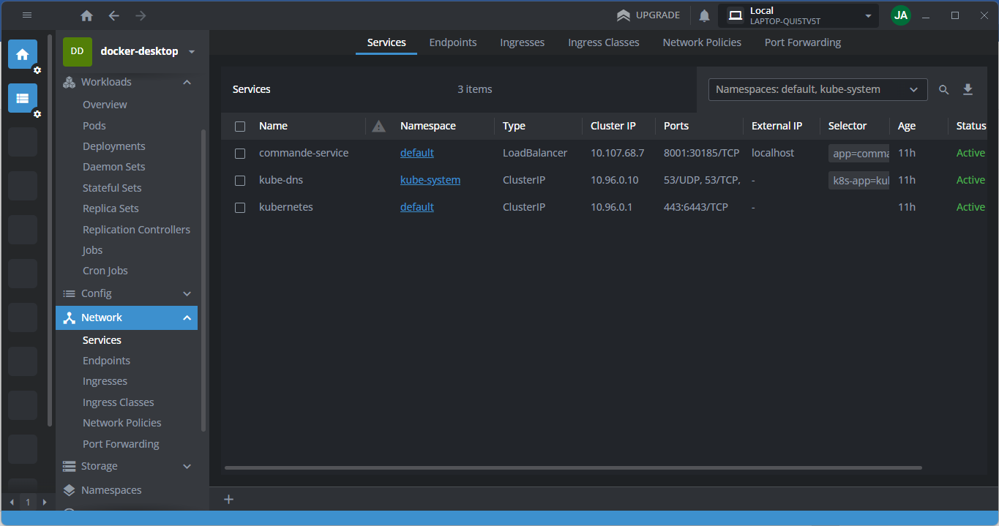 UPGRADE
Local
LAPTOP-QUI5TV5T
JA
DD
docker-desktop
Workloads
Overview
Pods
Deployments
Daemon Sets
Stateful Sets
Replica Sets
Replication Controllers
Jobs
Cron Jobs
Config
Network
Services
Endpoints
Ingresses
Ingress Classes
Network Policies
Port Forwarding
Storage
Namespaces
1
Services Endpoints Ingresses Ingress Classes Network Policies Port Forwarding
Services 3 items Namespaces: default, kube-system
Name Namespace Type Cluster IP Ports External IP Selector Age Status
commande-service default LoadBalancer 10.107.68.7 8001:30185/TCP localhost app=comma 11h Active
kube-dns kube-system ClusterIP 10.96.0.10 53/UDP, 53/TCP, - k8s-app=kul 11h Active
kubernetes default ClusterIP 10.96.0.1 443:6443/TCP - 11h Active